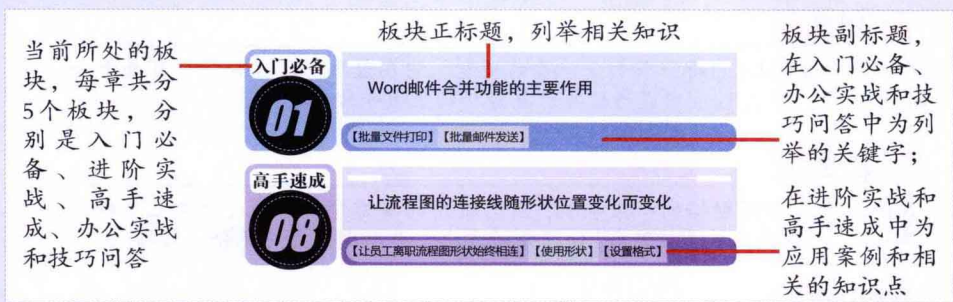 当前所处的板
块，每章共分
5个板块，分
别是入门必
备、进阶实
战、高手速
成、办公实战
和技巧问答
板块正标题，列举相关知识
入门必备
01
Word邮件合并功能的主要作用
【批量文件打印】【批量邮件发送】
高手速成
08
让流程图的连接线随形状位置变化而变化
【让员工离职流程图形状始终相连】【使用形状】【设置格式】
板块副标题，
在入门必备、
办公实战和技
巧问答中为列
举的关键字；
在进阶实战和
高手速成中为
应用案例和相
关的知识点